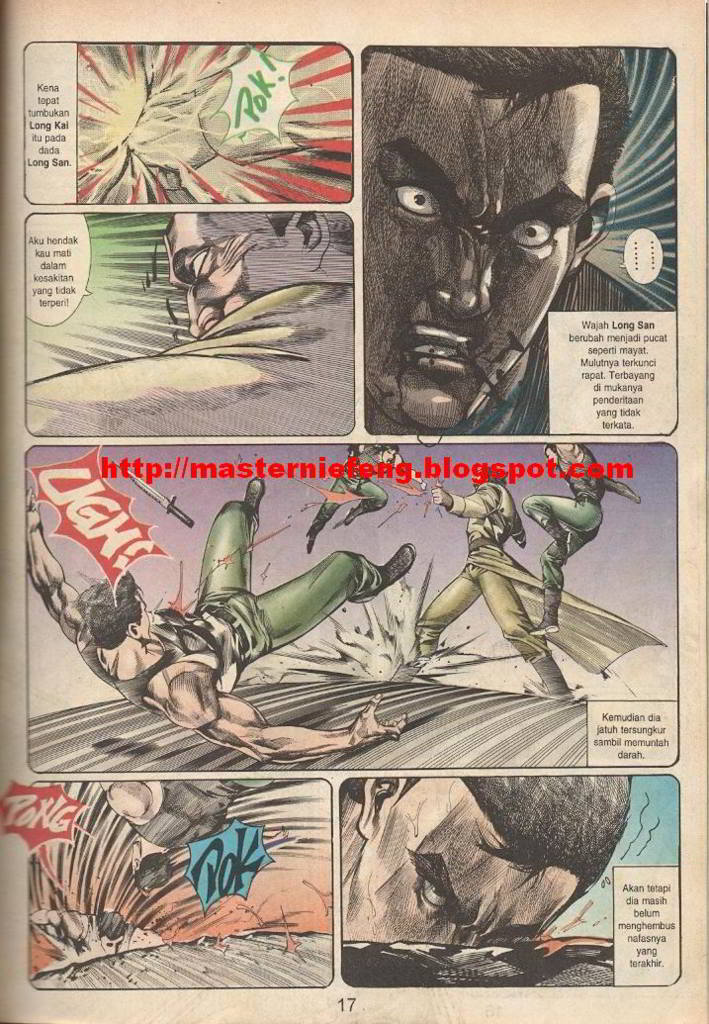 Kena
tepat
tumbukan
Long Kai
itu pada
dada
Long San.
Pok!
Aku hendak
kau mati
dalam
kesakitan
yang tidak
terperi!
Wajah Long San
berubah menjadi pucat
seperti mayat.
Mulutnya terkunci
rapat. Terbayang
di mukanya
penderitaan
yang tidak
terkata.
http://masterniefeng.blogspot.com
UGH!
Kemudian dia
jatuh tersungkur
sambil memuntah
darah.
PONG
POK
Akan tetapi
dia masih
belum
menghembus
nafasnya
yang
terakhir.
17